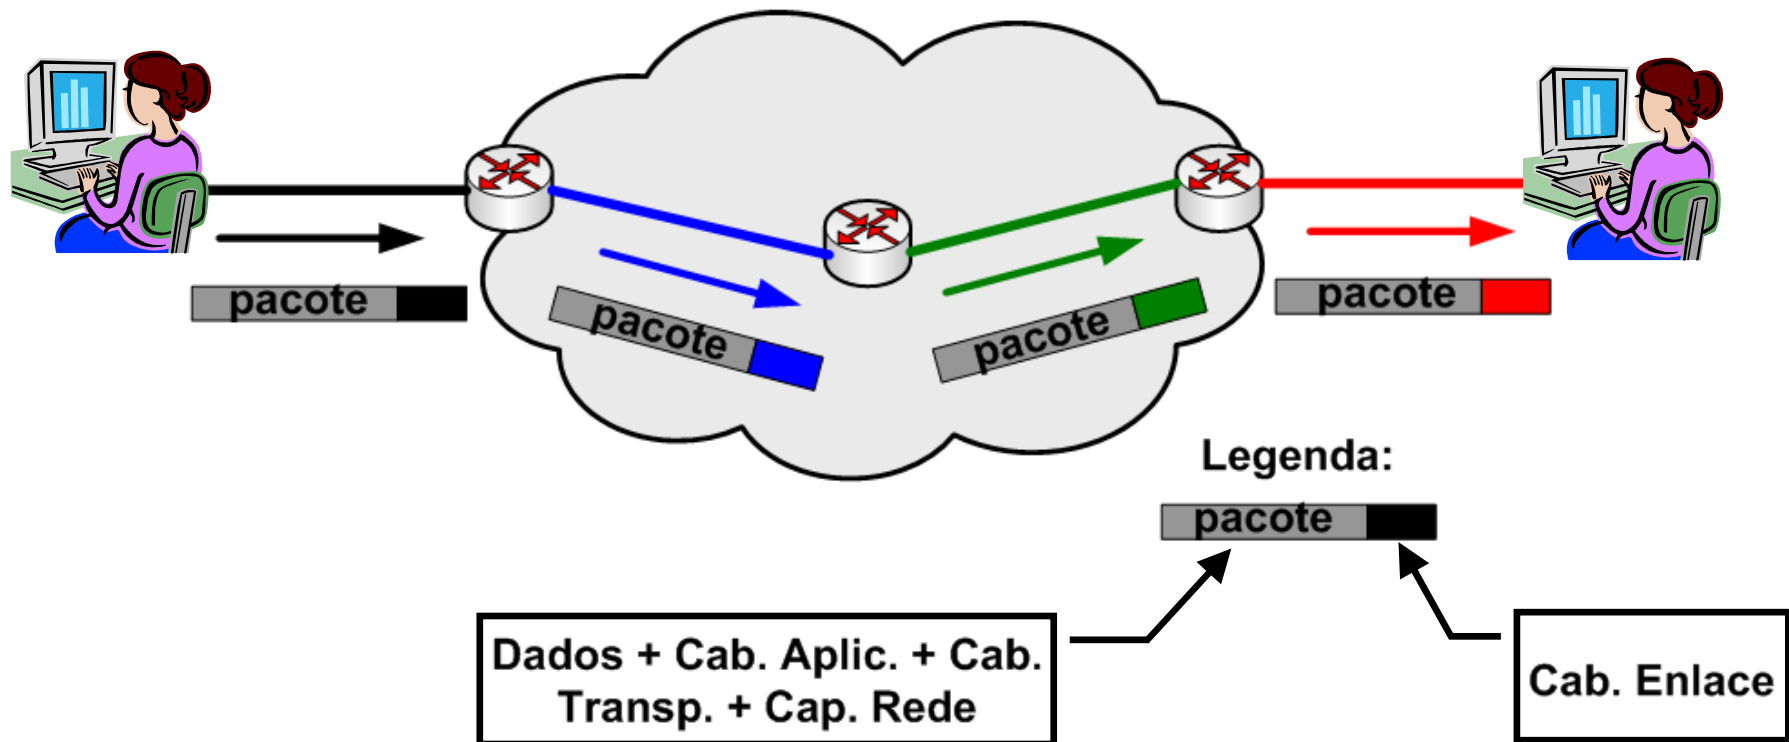 pacote
pacote
pacote
pacote
Legenda:
pacote
Dados + Cab. Aplic. + Cab.
Transp. + Cap. Rede
Cab. Enlace